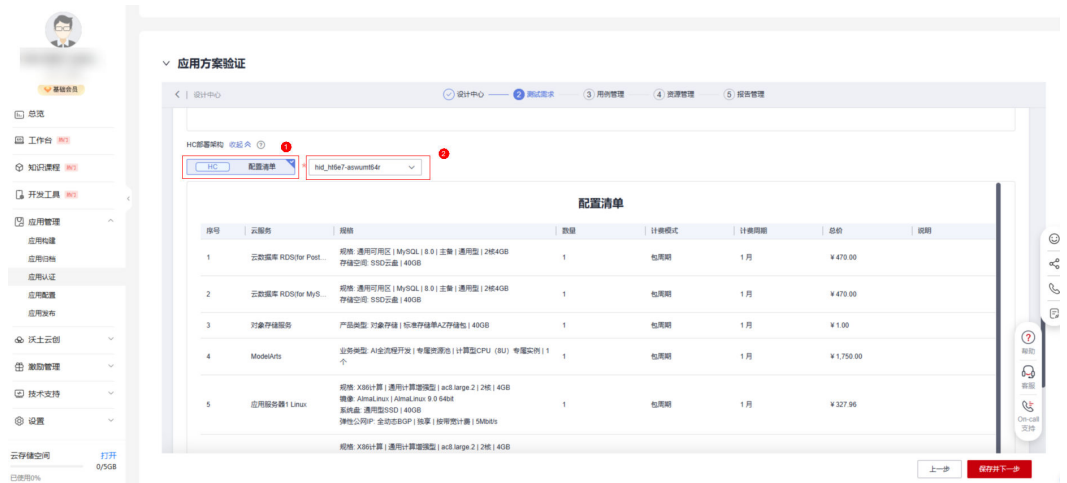 基础会员
总览
工作台 热门
知识课程 热门
开发工具 热门
应用管理
应用构建
应用归档
应用认证
应用配置
应用发布
沃土云创
激励管理
技术支持
设置
云存储空间 打开
0/5GB
已使用0%
应用方案验证
设计中心
设计中心 2 测试需求 3 用例管理 4 资源管理 5 报告管理
HC部署架构 收起 1
2
HC 配置清单 * hid_ht6e7-aswumt64r
配置清单
序号 云服务 规格 数量 计费模式 计费周期 总价 说明
1 云数据库 RDS(for Post... 规格: 通用可用区 | MySQL | 8.0 | 主备 | 通用型 | 2核4GB 1 包周期 1 月 ¥ 470.00
存储空间: SSD云盘 | 40GB
2 云数据库 RDS(for MyS... 规格: 通用可用区 | MySQL | 8.0 | 主备 | 通用型 | 2核4GB 1 包周期 1 月 ¥ 470.00
存储空间: SSD云盘 | 40GB
3 对象存储服务 产品类型: 对象存储 | 标准存储单AZ存储包 | 40GB 1 包周期 1 月 ¥ 1.00
4 ModelArts 业务类型: AI全流程开发 | 专属资源池 | 计算型CPU（8U）专属实例 | 1 1 包周期 1 月 ¥ 1,750.00
个
5 应用服务器1 Linux 规格: X86计算 | 通用计算增强型 | ac8.large.2 | 2核 | 4GB 1 包周期 1 月 ¥ 327.96
镜像: AlmaLinux | AlmaLinux 9.0 64bit
系统盘: 通用型SSD | 40GB
弹性公网IP: 全动态BGP | 独享 | 按带宽计费 | 5Mbit/s
规格: X86计算 | 通用计算增强型 | ac8.large.2 | 2核 | 4GB
上一步 保存并下一步
帮助
客服
On-call
支持